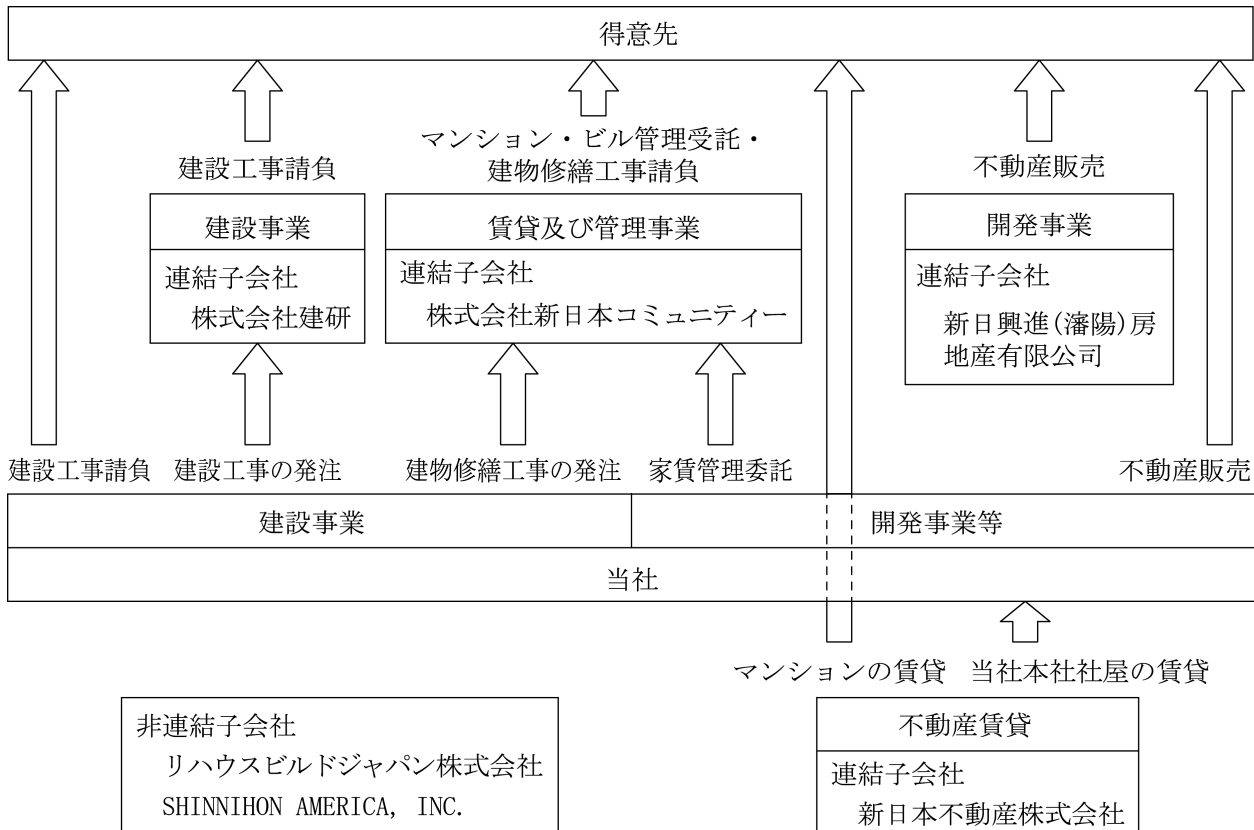 得意先
マンション・ビル管理受託・
建設工事請負
建物修繕工事請負
不動産販売
建設事業
賃貸及び管理事業
開発事業
連結子会社
株式会社建研
連結子会社
株式会社新日本コミュニティー
連結子会社
新日興進(瀋陽)房
地産有限公司
建設工事請負
建設工事の発注
建物修繕工事の発注
家賃管理委託
不動産販売
建設事業
開発事業等
当社
マンションの賃貸
当社本社社屋の賃貸
非連結子会社
リハウスビルドジャパン株式会社
SHINNIHON AMERICA, INC.
不動産賃貸
連結子会社
新日本不動産株式会社